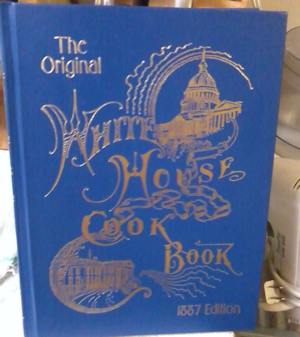 The
Original
White
House
Cook
Book
1887 Edition